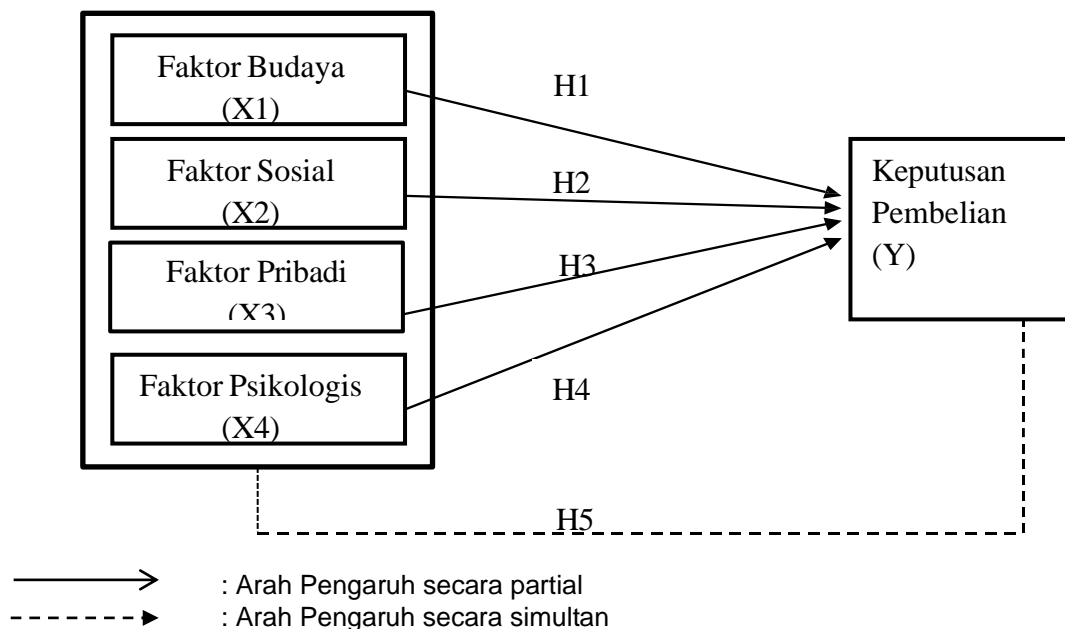 Faktor Budaya
(X1)
Faktor Sosial
(X2)
Faktor Pribadi
(X3)
Faktor Psikologis
(X4)
H1
H2
H3
H4
H5
Keputusan
Pembelian
(Y)
: Arah Pengaruh secara partial
: Arah Pengaruh secara simultan